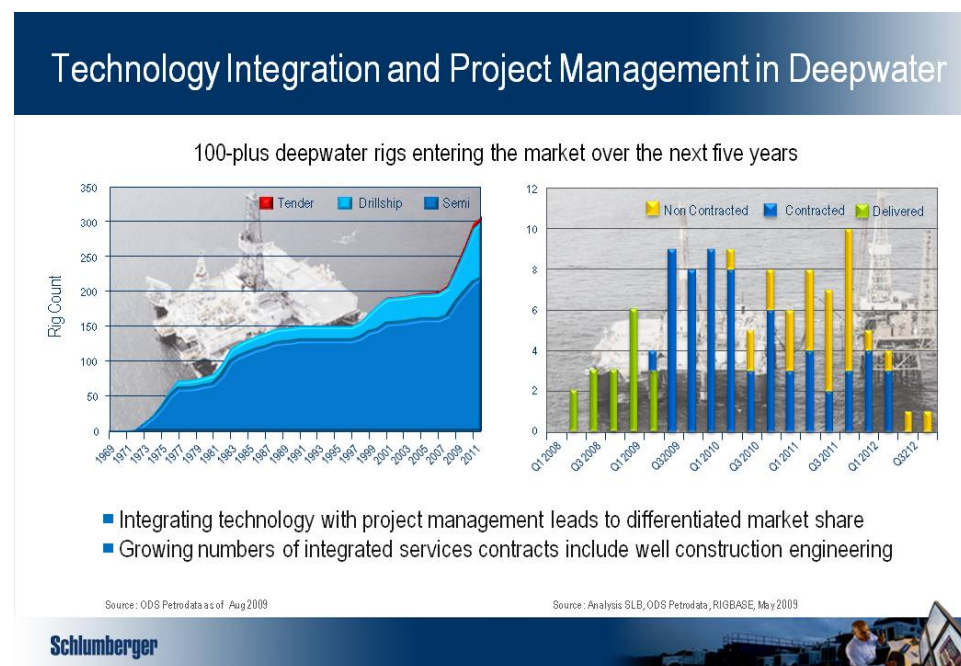 Technology Integration and Project Management in Deepwater
100-plus deepwater rigs entering the market over the next five years
350
300
250
200
150
100
50
0
Rig Count
Tender Drillship Semi
1969 1971 1973 1975 1977 1979 1981 1983 1985 1987 1989 1991 1993 1995 1997 1999 2001 2003 2005 2007 2009 2011
12
10
8
6
4
2
0
Non Contracted Contracted Delivered
Q1 2008 Q3 2008 Q1 2009 Q32009 Q1 2010 Q3 2010 Q1 2011 Q3 2011 Q1 2012 Q3212
Integrating technology with project management leads to differentiated market share
Growing numbers of integrated services contracts include well construction engineering
Source: ODS Petrodata as of Aug 2009
Source: Analysis SLB, ODS Petrodata, RIGBASE, May 2009
Schlumberger